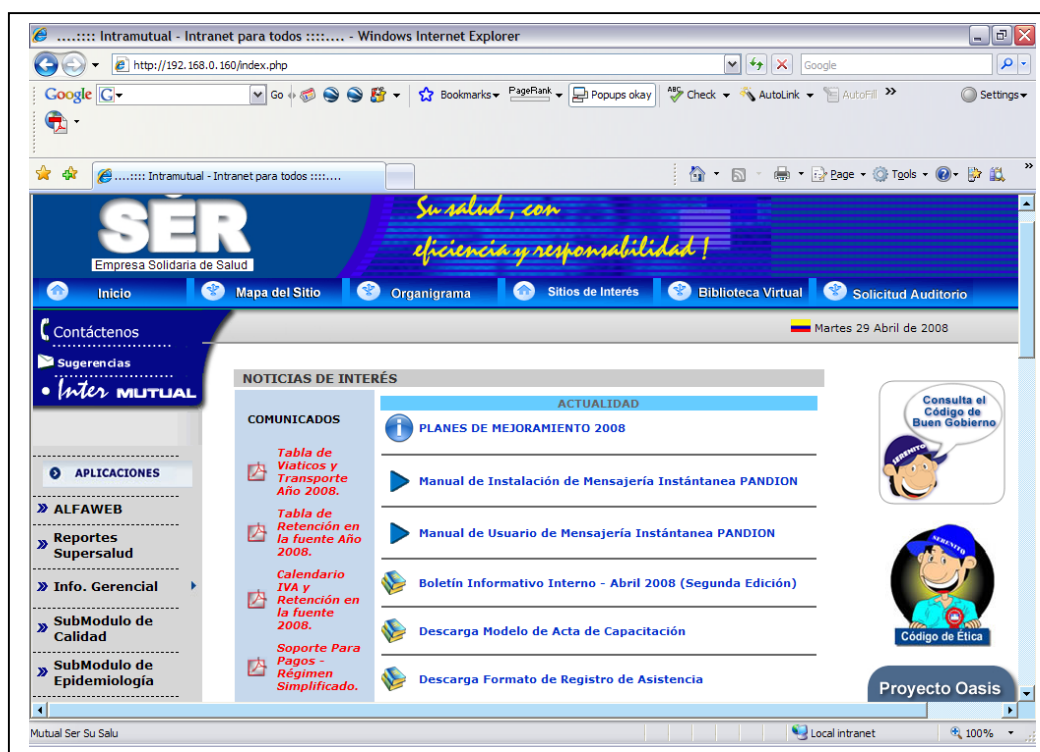 ....:::: Intramutual - Intranet para todos ::::.... - Windows Internet Explorer
http://192.168.0.160/index.php
Google
Google
G
Go
Bookmarks
PageRank
Popups okay
ABC
Check
AutoLink
AutoFill
Settings
....:::: Intramutual - Intranet para todos ::::....
Page
Tools
SËR
Empresa Solidaria de Salud
Su salud, con
eficiencia y responsabilidad !
Inicio
Mapa del Sitio
Organigrama
Sitios de Interés
Biblioteca Virtual
Solicitud Auditorio
Contáctenos
Sugerencias
• Inter MUTUAL
Martes 29 Abril de 2008
APLICACIONES
» ALFAWEB
» Reportes
Supersalud
» Info. Gerencial
» SubModulo de
Calidad
» SubModulo de
Epidemiología
NOTICIAS DE INTERÉS
COMUNICADOS
Tabla de
Viaticos y
Transporte
Año 2008.
Tabla de
Retención en
la fuente Año
2008.
Calendario
IVA y
Retención en
la fuente
2008.
Soporte Para
Pagos -
Régimen
Simplificado.
ACTUALIDAD
PLANES DE MEJORAMIENTO 2008
Manual de Instalación de Mensajería Instántanea PANDION
Manual de Usuario de Mensajería Instántanea PANDION
Boletín Informativo Interno - Abril 2008 (Segunda Edición)
Descarga Modelo de Acta de Capacitación
Descarga Formato de Registro de Asistencia
Consulta el
Código de
Buen Gobierno
SERENITO
SERENITO
Código de Ética
Proyecto Oasis
Mutual Ser Su Salu
Local intranet
100%